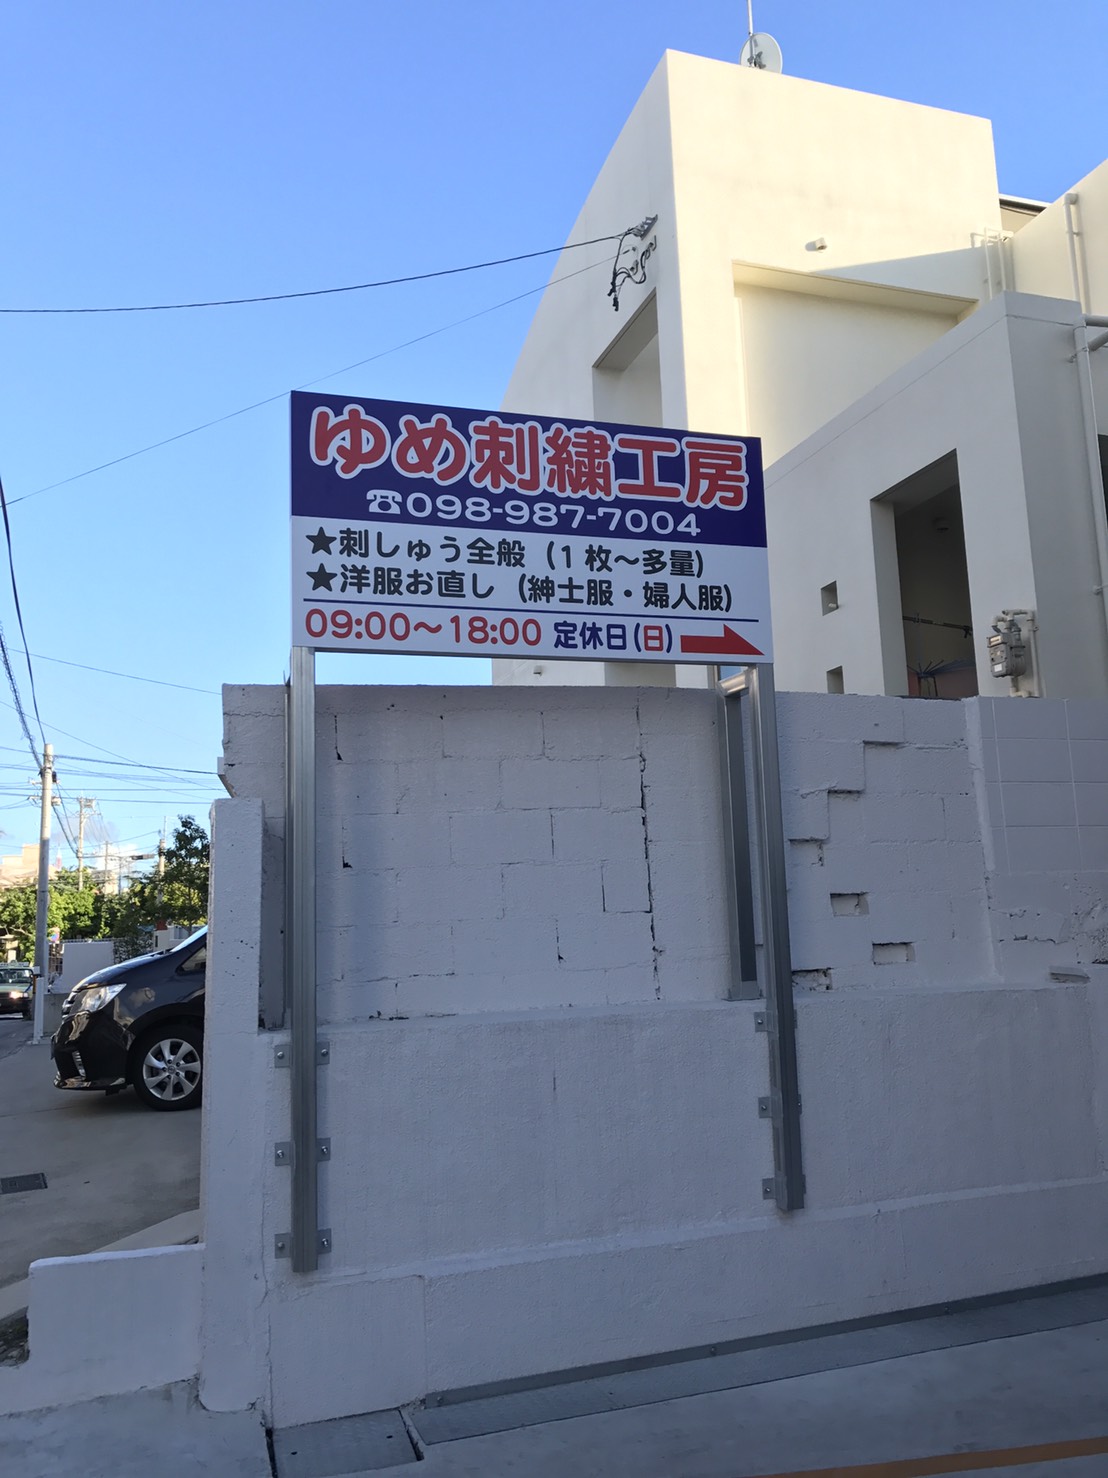 ゆめ刺繍工房
☎098-987-7004
★刺しゅう全般（1枚～多量）
★洋服お直し（紳士服・婦人服）
09:00～18:00 定休日(日)